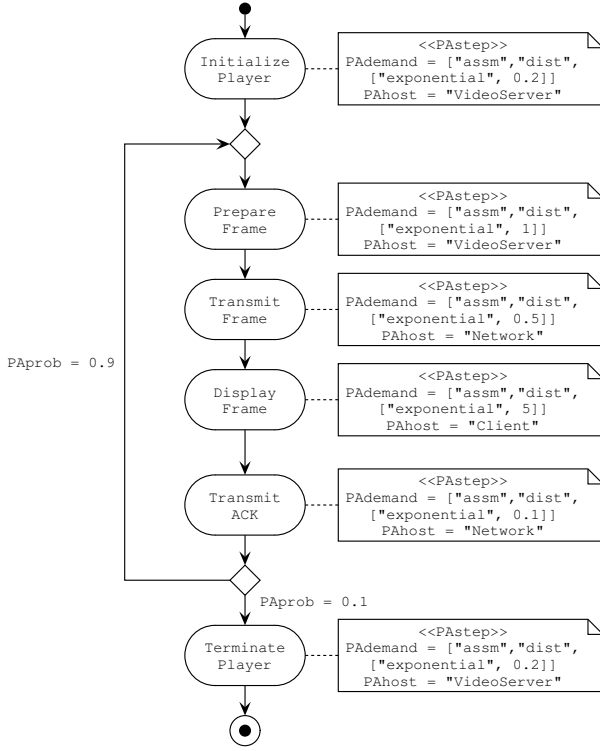 Initialize
Player
<<PAstep>>
PAdemand = ["assm","dist",
["exponential", 0.2]]
PAhost = "VideoServer"
Prepare
Frame
<<PAstep>>
PAdemand = ["assm","dist",
["exponential", 1]]
PAhost = "VideoServer"
Transmit
Frame
<<PAstep>>
PAdemand = ["assm","dist",
["exponential", 0.5]]
PAhost = "Network"
PAprob = 0.9
Display
Frame
<<PAstep>>
PAdemand = ["assm","dist",
["exponential", 5]]
PAhost = "Client"
Transmit
ACK
<<PAstep>>
PAdemand = ["assm","dist",
["exponential", 0.1]]
PAhost = "Network"
PAprob = 0.1
Terminate
Player
<<PAstep>>
PAdemand = ["assm","dist",
["exponential", 0.2]]
PAhost = "VideoServer"